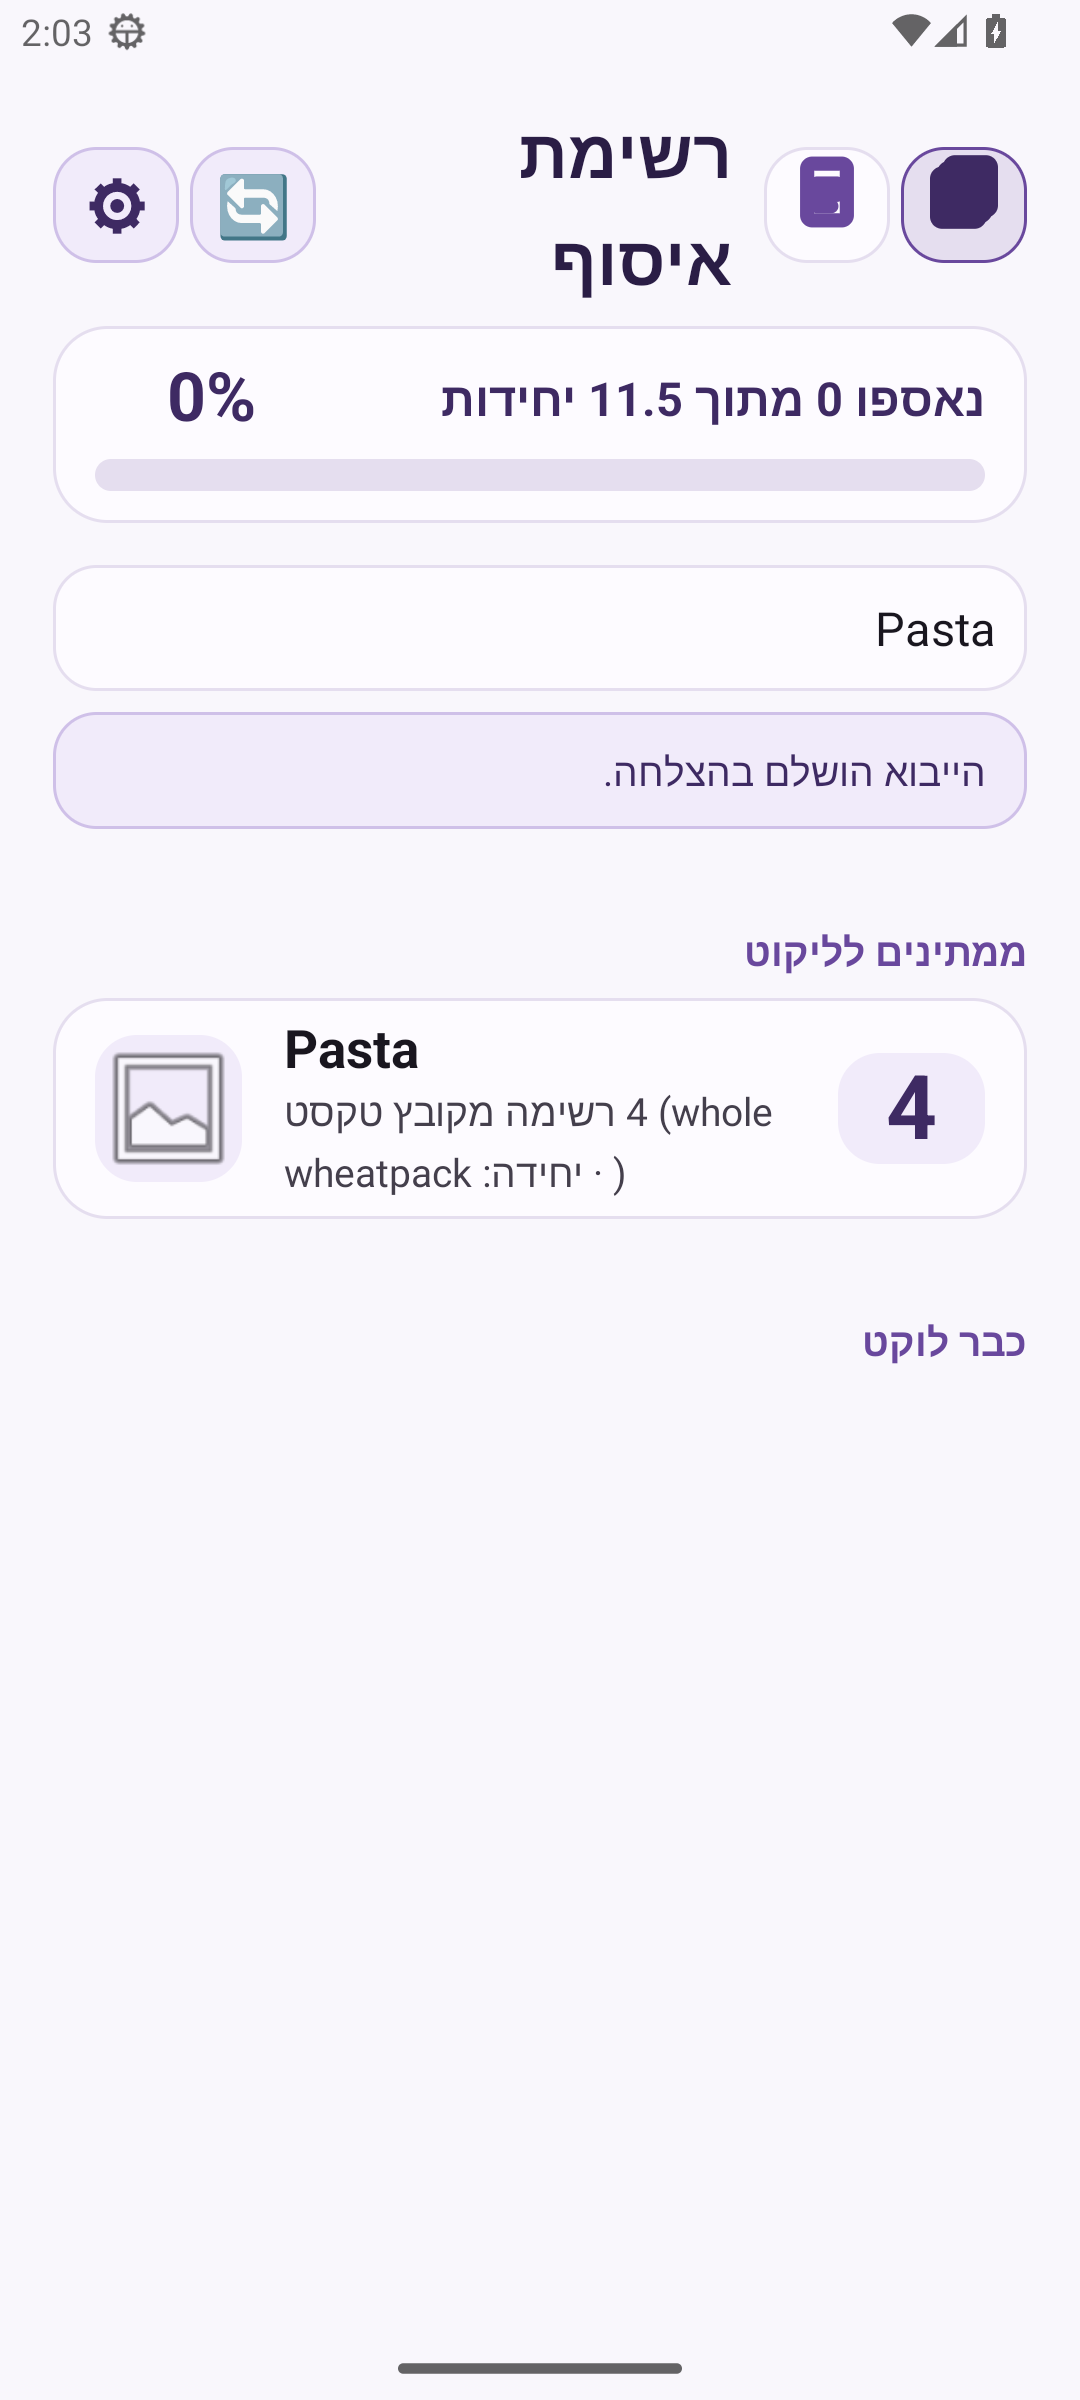 2:03
רשימת
איסוף
נאספו 0 מתוך 11.5 יחידות
0%
Pasta
הייבוא הושלם בהצלחה.
ממתינים לליקוט
Pasta
4 רשימה מקובץ טקסט (whole
wheatpack :יחידה · )
4
כבר לוקט